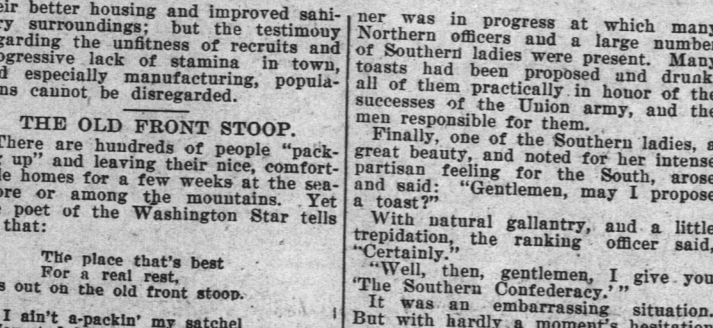 eir better housing and improved sani-
ry surroundings; but the testimony
garding the unfitness of recruits and
ogressive lack of stamina in town,
d especially manufacturing, popula-
ns cannot be disregarded.
THE OLD FRONT STOOP.
There are hundreds of people "pack-
up" and leaving their nice, comfort-
le homes for a few weeks at the sea-
ore or among the mountains. Yet
poet of the Washington Star tells
that:
The place that's best
For a real rest,
s out on the old front stoop.
I ain't a-packin' my satchel
ner was in progress at which many
Northern officers and a large number
of Southern ladies were present. Many
toasts had been proposed and drunk,
all of them practically in honor of the
successes of the Union army, and the
men responsible for them.
Finally, one of the Southern ladies, a
great beauty, and noted for her intense
partisan feeling for the South, arose
and said: "Gentlemen, may I propose
a toast?"
With natural gallantry, and a little
trepidation, the ranking officer said,
"Certainly."
"Well, then, gentlemen, I give you
'The Southern Confederacy.'"
It was an embarrassing situation.
But with hardly a moment's hesitation